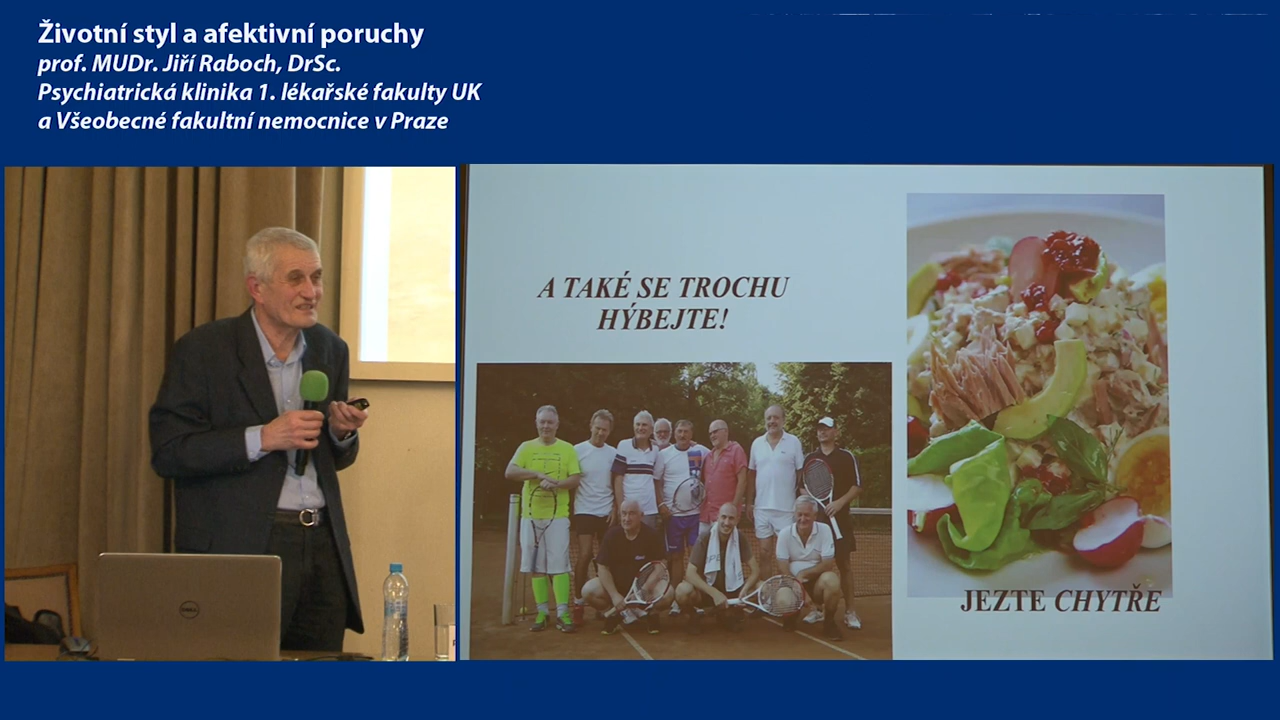 Životní styl a afektivní poruchy
prof. MUDr. Jiří Raboch, DrSc.
Psychiatrická klinika 1. lékařské fakulty UK
a Všeobecné fakultní nemocnice v Praze
A TAKÉ SE TROCHU
HÝBEJTE!
JEZTE CHYTŘE
DELL